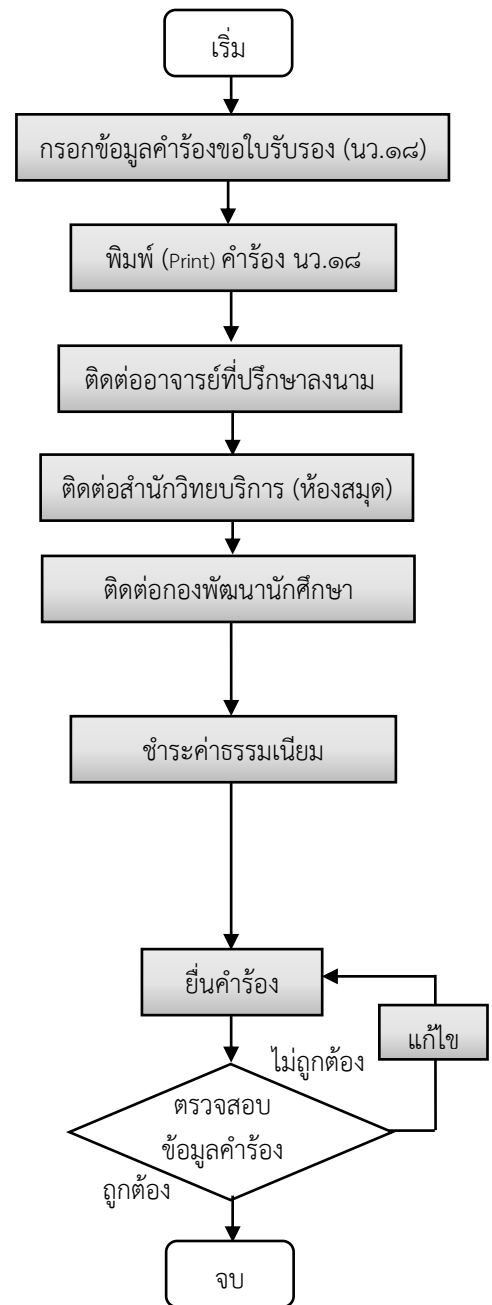 เริ่ม
กรอกข้อมูลคำร้องขอใบรับรอง (นว.๑๘)
พิมพ์ (Print) คำร้อง นว.๑๘
ติดต่ออาจารย์ที่ปรึกษาลงนาม
ติดต่อสำนักวิทยบริการ (ห้องสมุด)
ติดต่อกองพัฒนานักศึกษา
ชำระค่าธรรมเนียม
ยื่นคำร้อง
แก้ไข
ไม่ถูกต้อง
ตรวจสอบ
ข้อมูลคำร้อง
ถูกต้อง
จบ